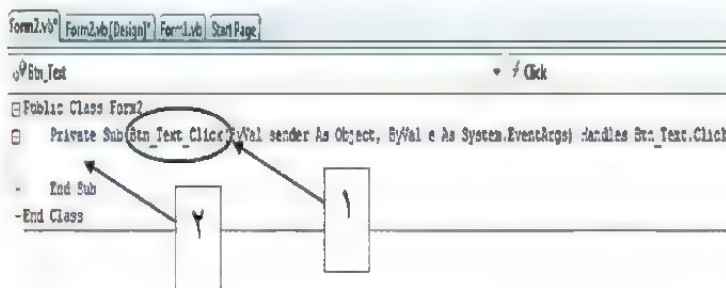 Form2.vb* Form2.vb [Design]* Form1.vb Start Page
Btn_Text Click
Public Class Form2
Private Sub Btn_Text_Click(ByVal sender As Object, ByVal e As System.EventArgs) Handles Btn_Text.Click
End Sub
End Class
٢ ١